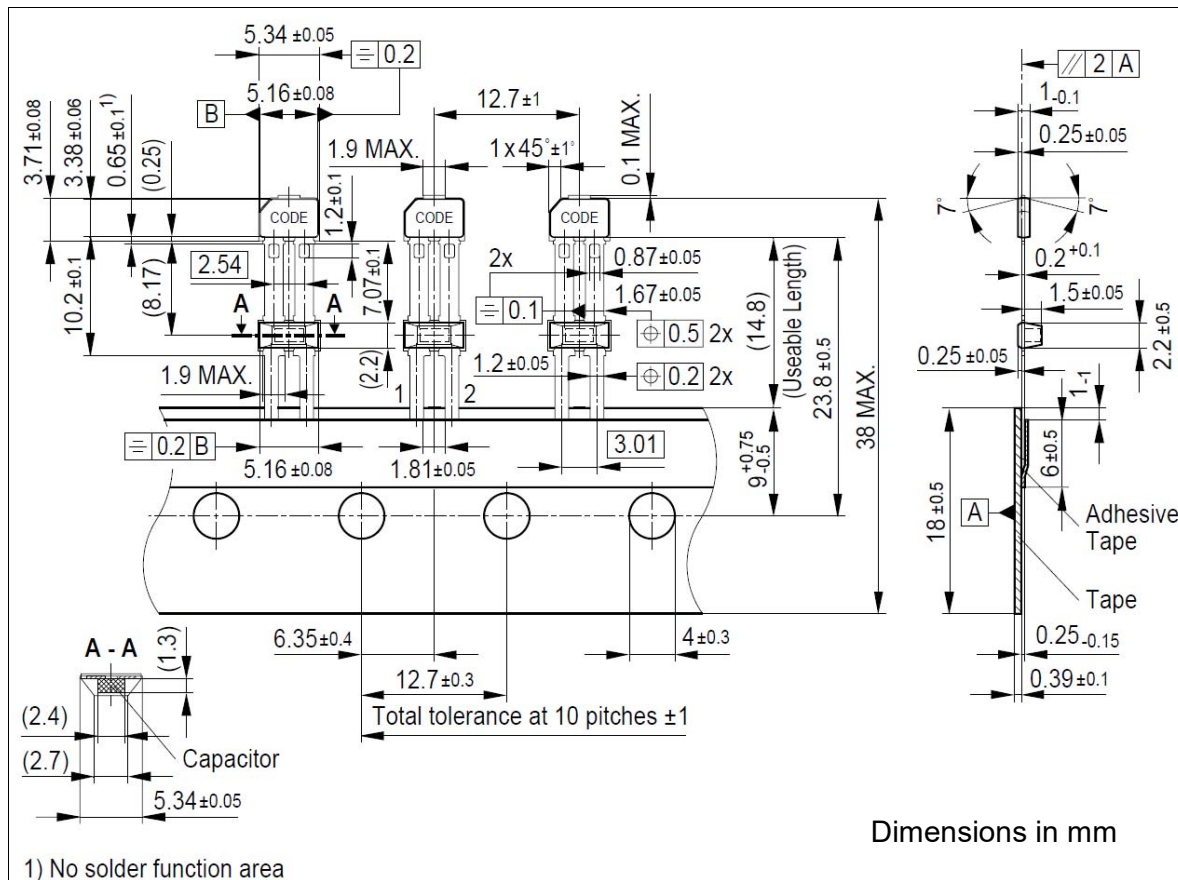 5.34 ±0.05
⌯ 0.2
B
5.16 ±0.08
12.7 ±1
3.71 ±0.08
3.38 ±0.06
0.65 ±0.1 1)
(0.25)
1.9 MAX.
1 x 45° ±1°
0.1 MAX.
1.2 ±0.1
CODE
CODE
CODE
2.54
10.2 ±0.1
(8.17)
7.07 ±0.1
2x
0.87 ±0.05
⌯ 0.1
1.67 ±0.05
A
A
⌖ 0.5 2x
(2.2)
1.2 ±0.05
⌖ 0.2 2x
1.9 MAX.
1
2
(14.8)
(Useable Length)
23.8 ±0.5
38 MAX.
⌯ 0.2 B
5.16 ±0.08
1.81 ±0.05
3.01
9 +0.75 -0.5
6.35 ±0.4
4 ±0.3
12.7 ±0.3
Total tolerance at 10 pitches ±1
A - A
(1.3)
(2.4)
(2.7)
Capacitor
5.34 ±0.05
// 2 A
1 -0.1
0.25 ±0.05
7°
7°
0.2 +0.1
1.5 ±0.05
2.2 ±0.5
0.25 ±0.05
1 -1
6 ±0.5
18 ±0.5
A
Adhesive
Tape
Tape
0.25 -0.15
0.39 ±0.1
Dimensions in mm
1) No solder function area